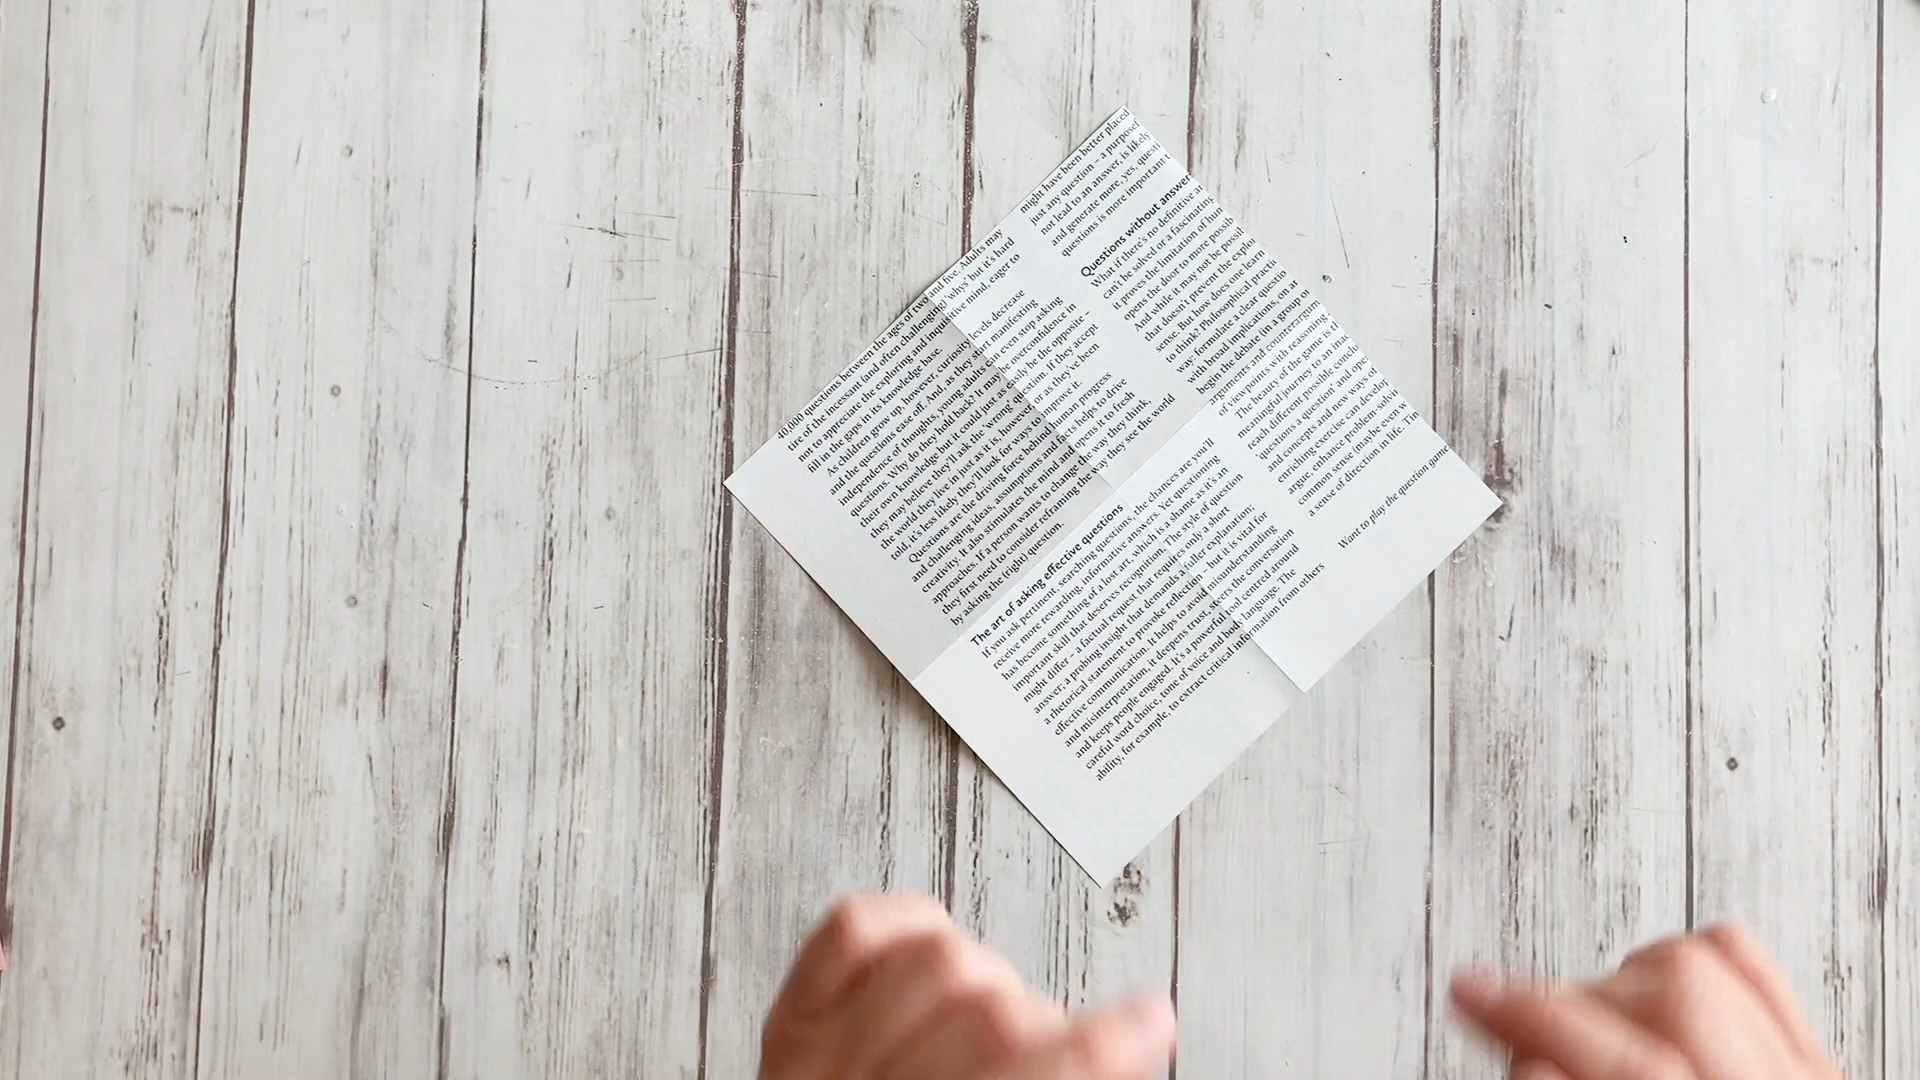 40,000 questions between the ages of two and five. Adults may
tire of the incessant (and often challenging) 'whys' but it's hard
not to appreciate the exploring and inquisitive mind, eager to
fill in the gaps in its knowledge base.
As children grow up, however, curiosity levels decrease
and the questions ease off. And, as they start manifesting
independence of thoughts, young adults can even stop asking
questions. Why do they hold back? It may be overconfidence in
their own knowledge but it could just as easily be the opposite –
they may believe they'll ask the 'wrong' question. If they accept
the world they live in just as it is, however, or as they've been
told, it's less likely they'll look for ways to improve it.
Questions are the driving force behind human progress
and challenging ideas, assumptions and facts helps to drive
creativity. It also stimulates the mind and opens it to fresh
approaches. If a person wants to change the way they think,
they first need to consider reframing the way they see the world
by asking the (right) question.
The art of asking effective questions
If you ask pertinent, searching questions, the chances are you'll
receive more rewarding, informative answers. Yet questioning
has become something of a lost art, which is a shame as it's an
important skill that deserves recognition. The style of question
might differ – a factual request that requires only a short
answer; a probing insight that demands a fuller explanation;
a rhetorical statement to provoke reflection – but it is vital for
effective communication. It helps to avoid misunderstanding
and misinterpretation, it deepens trust, steers the conversation
and keeps people engaged. It's a powerful tool centred around
careful word choice, tone of voice and body language. The
ability, for example, to extract critical information from others
might have been better placed
just any question – a purposef
not lead to an answer, is likely
and generate more, yes, questi
questions is more important t
Questions without answer
What if there's no definitive a
can't be solved or a fascinating
it proves the limitation of hum
opens the door to more possib
And while it may not be possib
that doesn't prevent the explo
sense. But how does one learn
to think? Philosophical practic
way: formulate a clear questio
with broad implications, on a
begin the debate (in a group o
arguments and counterargum
of viewpoints with reasoning
The beauty of the game is th
meaningful journey to an ina
reach different possible conclu
questions a question' and ope
and concepts and new ways of
enriching exercise can develop
argue, enhance problem-solvin
common sense (maybe even w
a sense of direction in life.
Want to play the question game